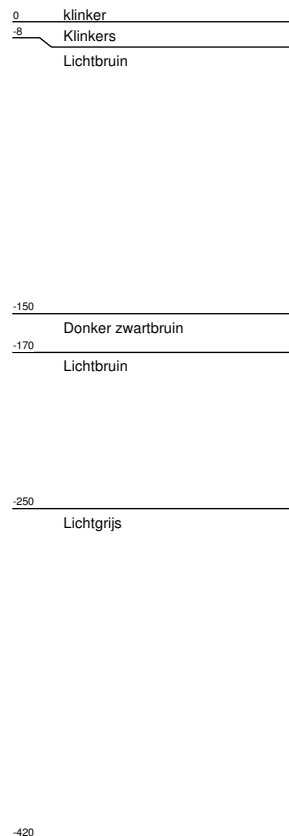 0 klinker
-8 Klinkers
Lichtbruin
-150
Donker zwartbruin
-170
Lichtbruin
-250
Lichtgrijs
-420